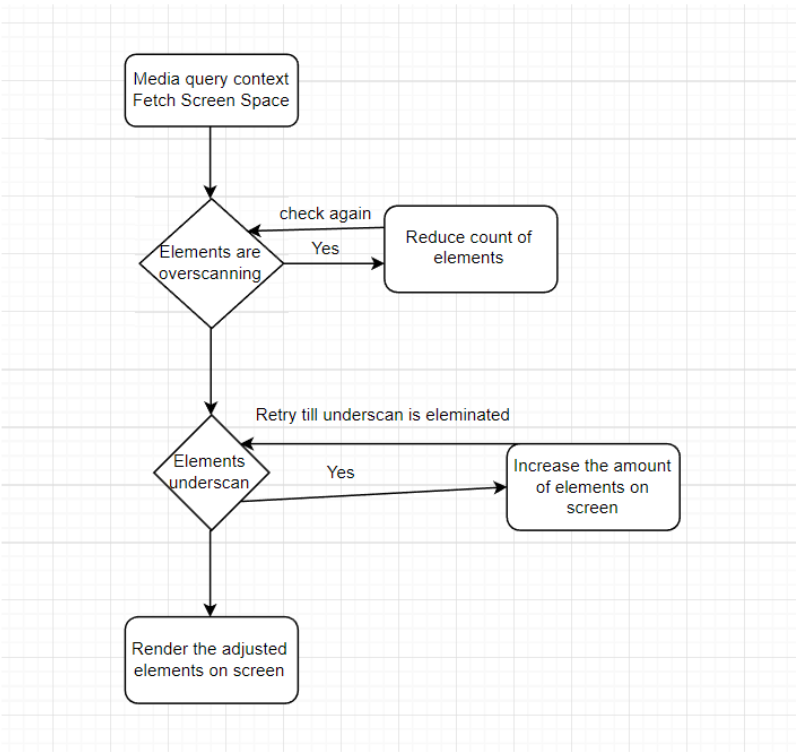 Media query context
Fetch Screen Space
check again
Elements are
overscanning
Yes
Reduce count of
elements
Retry till underscan is eleminated
Elements
underscan
Yes
Increase the amount
of elements on
screen
Render the adjusted
elements on screen